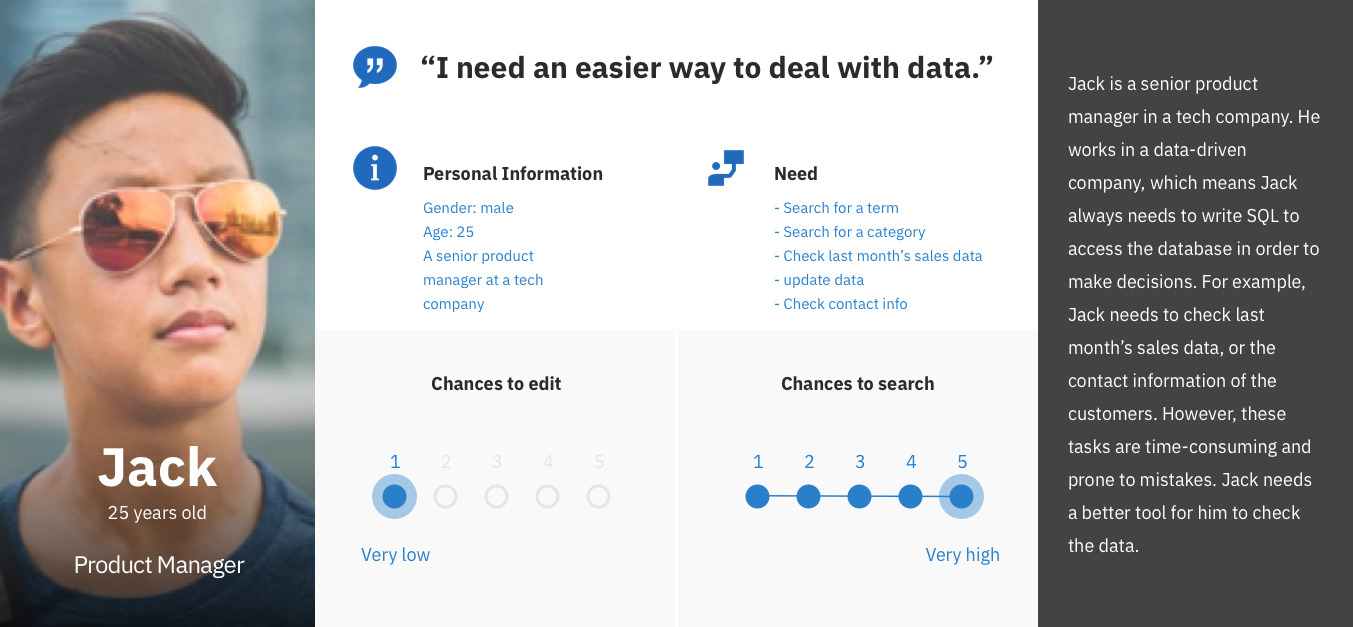 Jack
25 years old
Product Manager
“I need an easier way to deal with data.”
Personal Information
Gender: male
Age: 25
A senior product
manager at a tech
company
Need
- Search for a term
- Search for a category
- Check last month’s sales data
- update data
- Check contact info
Chances to edit
1 2 3 4 5
Very low
Chances to search
1 2 3 4 5
Very high
Jack is a senior product
manager in a tech company. He
works in a data-driven
company, which means Jack
always needs to write SQL to
access the database in order to
make decisions. For example,
Jack needs to check last
month’s sales data, or the
contact information of the
customers. However, these
tasks are time-consuming and
prone to mistakes. Jack needs
a better tool for him to check
the data.